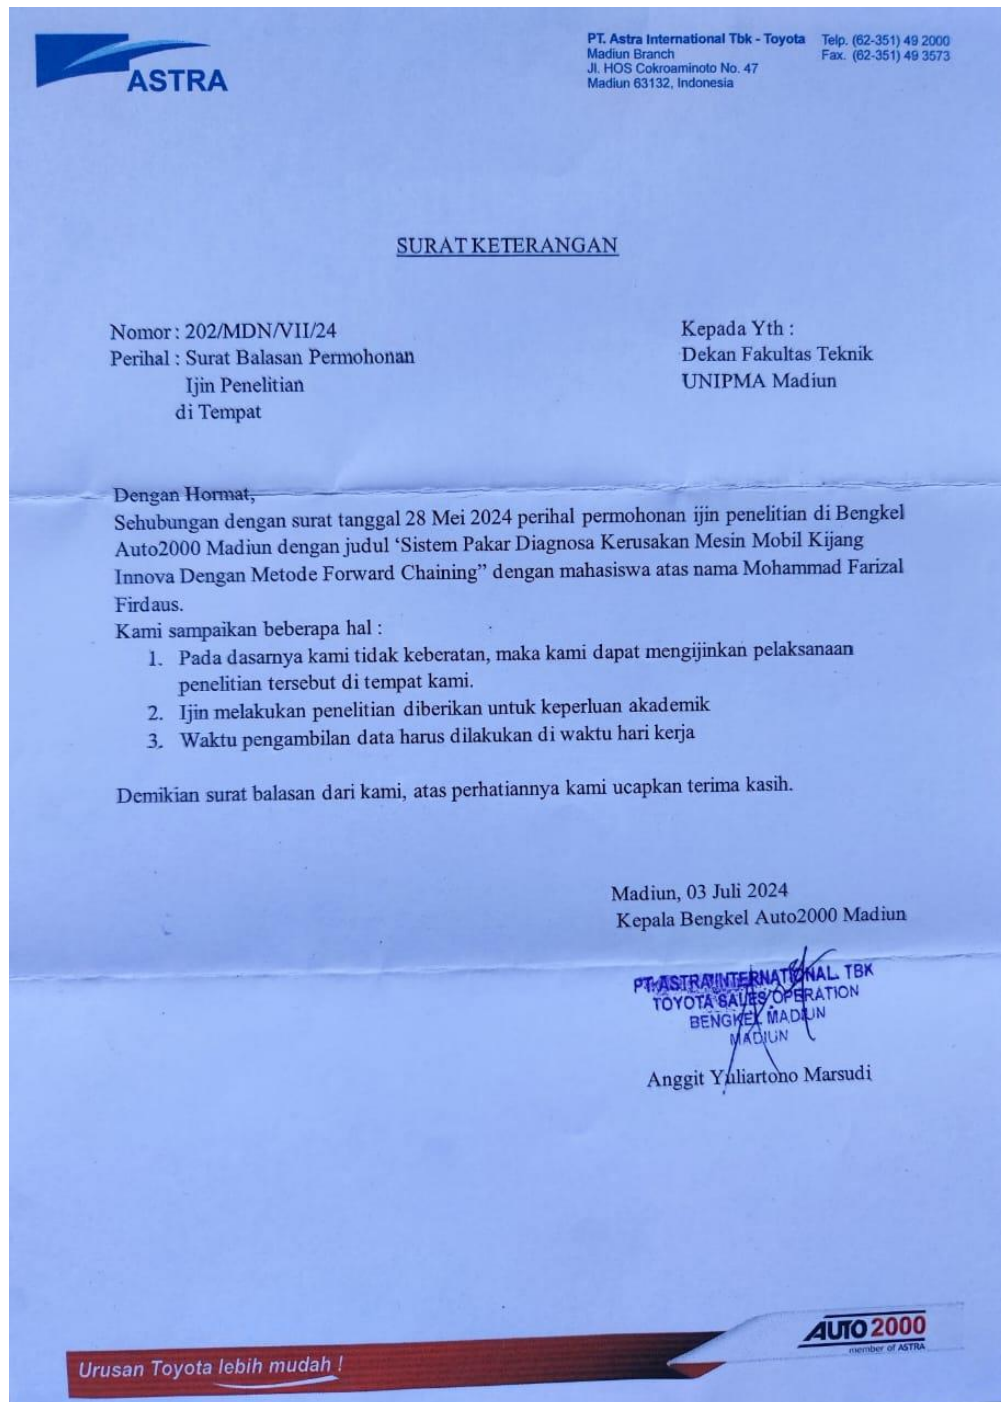 ASTRA
PT. Astra International Tbk - Toyota
Madiun Branch
Jl. HOS Cokroaminoto No. 47
Madiun 63132, Indonesia
Telp. (62-351) 49 2000
Fax. (62-351) 49 3573
SURAT KETERANGAN
Nomor : 202/MDN/VII/24
Perihal : Surat Balasan Permohonan
Ijin Penelitian
di Tempat
Kepada Yth :
Dekan Fakultas Teknik
UNIPMA Madiun
Dengan Hormat,
Sehubungan dengan surat tanggal 28 Mei 2024 perihal permohonan ijin penelitian di Bengkel
Auto2000 Madiun dengan judul ‘Sistem Pakar Diagnosa Kerusakan Mesin Mobil Kijang
Innova Dengan Metode Forward Chaining” dengan mahasiswa atas nama Mohammad Farizal
Firdaus.
Kami sampaikan beberapa hal :
1. Pada dasarnya kami tidak keberatan, maka kami dapat mengijinkan pelaksanaan
penelitian tersebut di tempat kami.
2. Ijin melakukan penelitian diberikan untuk keperluan akademik
3. Waktu pengambilan data harus dilakukan di waktu hari kerja
Demikian surat balasan dari kami, atas perhatiannya kami ucapkan terima kasih.
Madiun, 03 Juli 2024
Kepala Bengkel Auto2000 Madiun
PT. ASTRA INTERNATIONAL. TBK
TOYOTA SALES OPERATION
BENGKEL MADIUN
MADIUN
Anggit Yuliartono Marsudi
Urusan Toyota lebih mudah !
AUTO 2000
member of ASTRA